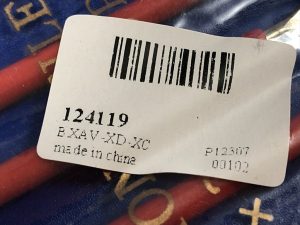 124119
B.XAV-XD-XC
made in china
P12307
00102